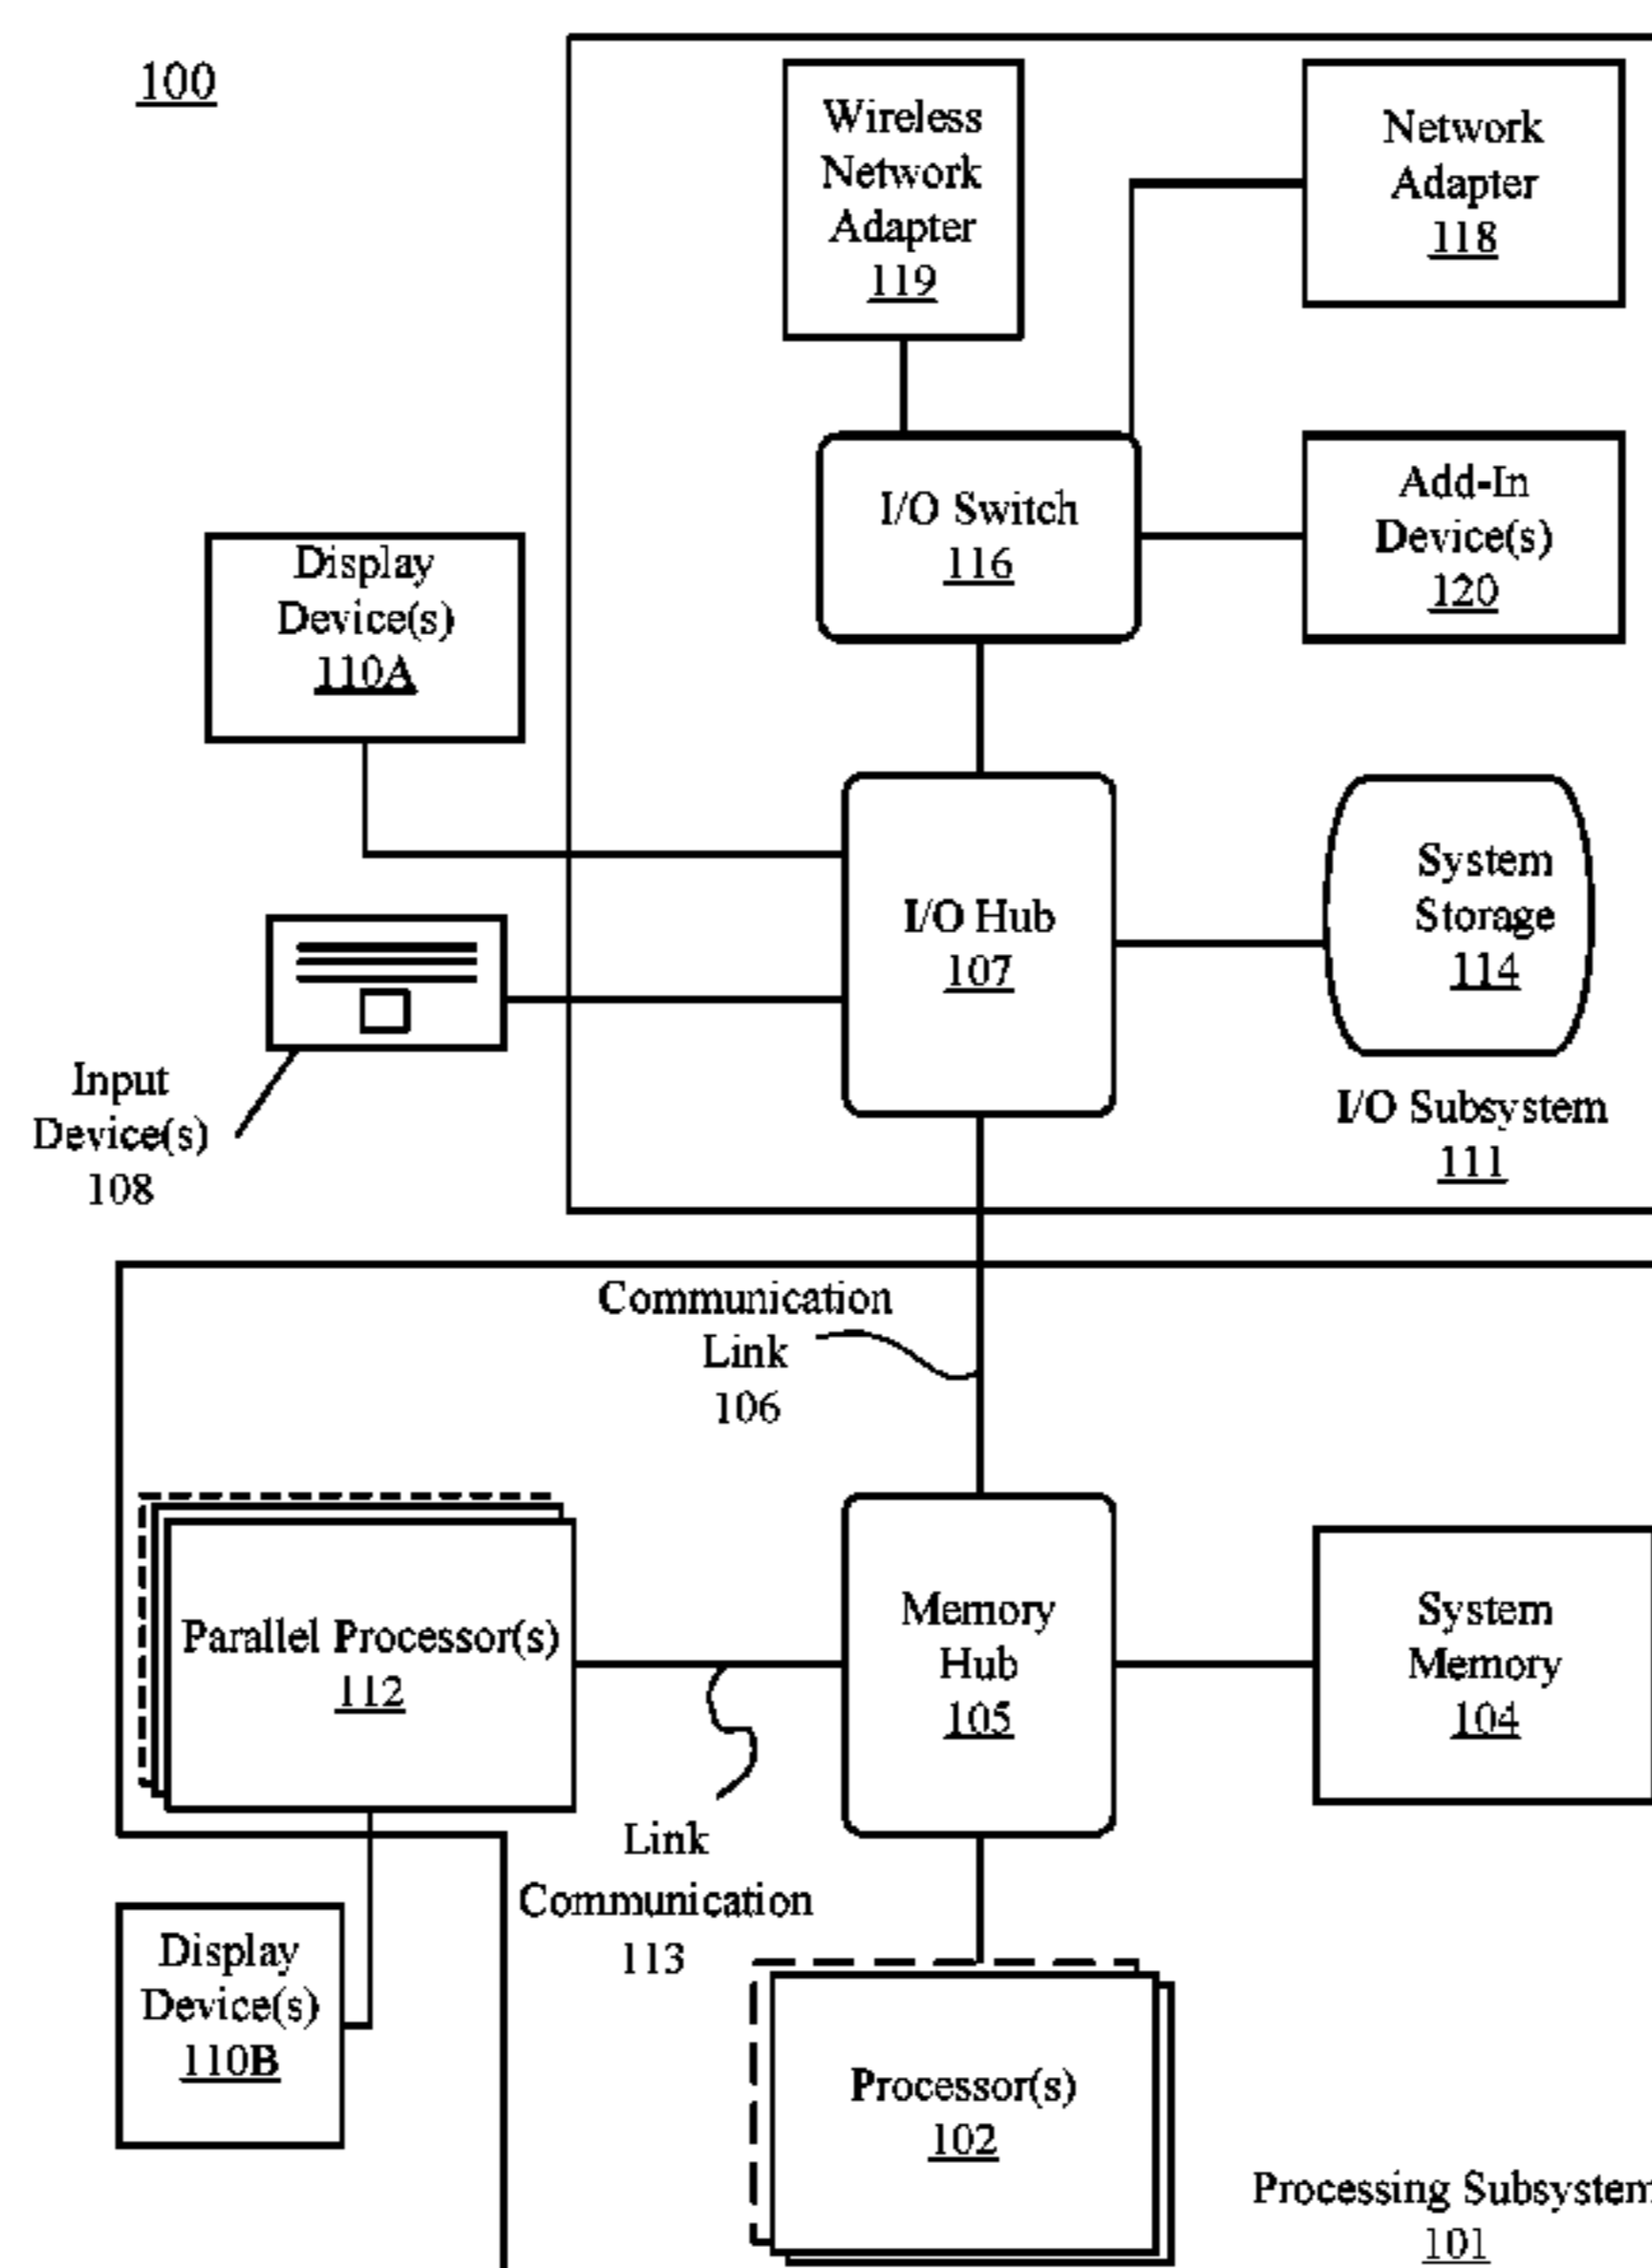 100
Wireless
Network
Adapter
119
Network
Adapter
118
I/O Switch
116
Add-In
Device(s)
120
Display
Device(s)
110A
I/O Hub
107
System
Storage
114
Input
Device(s)
108
I/O Subsystem
111
Communication
Link
106
Parallel Processor(s)
112
Memory
Hub
105
System
Memory
104
Link
Communication
113
Display
Device(s)
110B
Processor(s)
102
Processing Subsystem
101